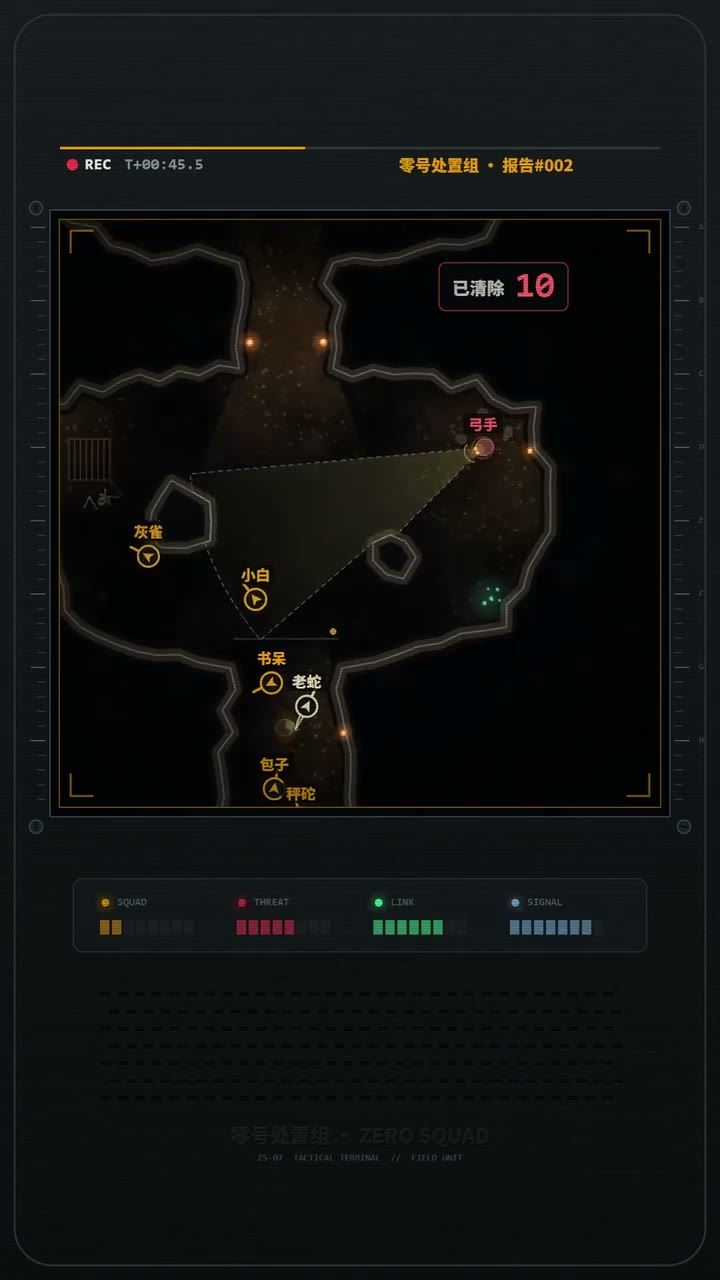 REC T+00:45.5
零号处置组 · 报告#002
已清除 10
弓手
灰雀
小白
书呆
老蛇
包子
秤砣
SQUAD
THREAT
LINK
SIGNAL
零号处置组 · ZERO SQUAD
ZS-07 TACTICAL TERMINAL // FIELD UNIT